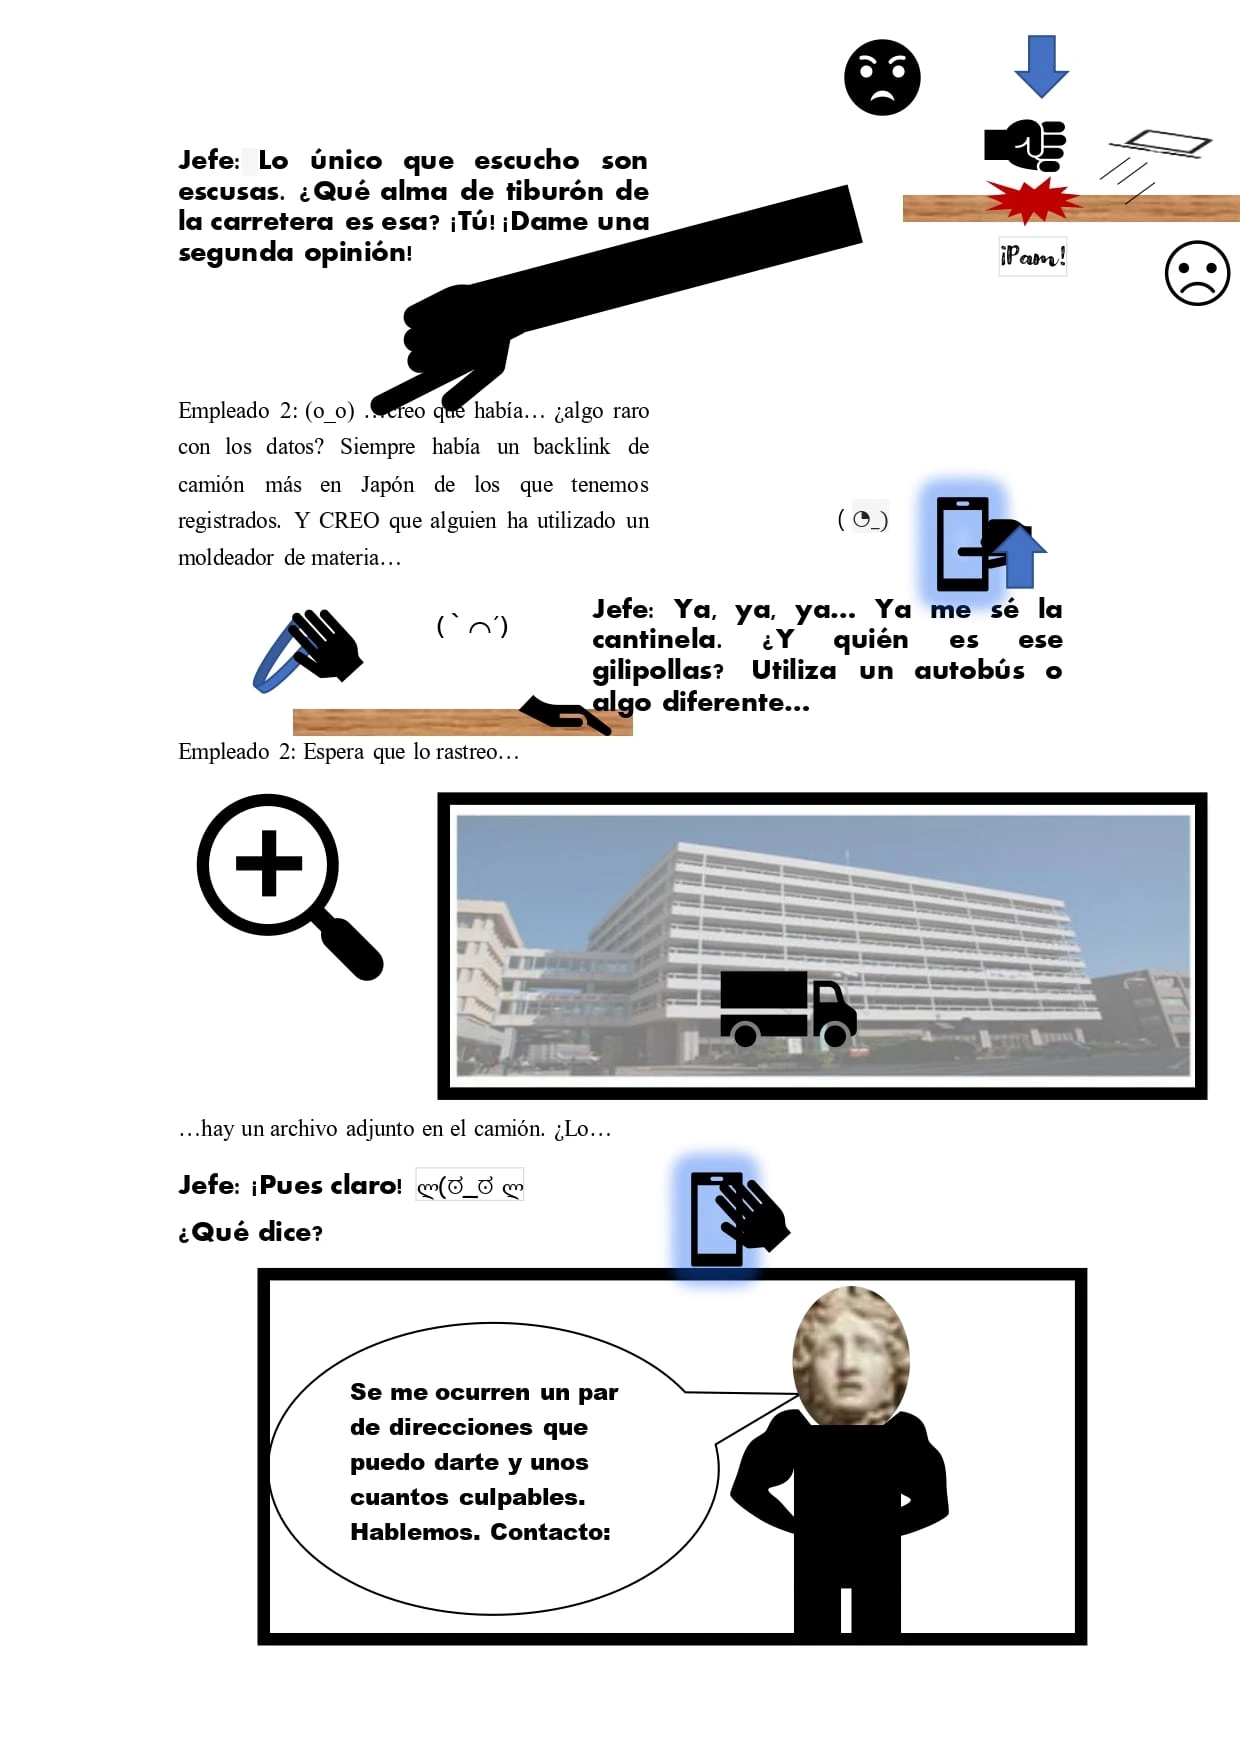 Jefe: Lo único que escucho son
escusas. ¿Qué alma de tiburón de
la carretera es esa? ¡Tú! ¡Dame una
segunda opinión!
¡Pam!
Empleado 2: (o_o) …creo que había… ¿algo raro
con los datos? Siempre había un backlink de
camión más en Japón de los que tenemos
registrados. Y CREO que alguien ha utilizado un
moldeador de materia…
( ◔_)
( ` ⌒´)
Jefe: Ya, ya, ya… Ya me sé la
cantinela. ¿Y quién es ese
gilipollas? Utiliza un autobús o
algo diferente…
Empleado 2: Espera que lo rastreo…
…hay un archivo adjunto en el camión. ¿Lo…
Jefe: ¡Pues claro! ლ(ಠ_ಠ ლ
¿Qué dice?
Se me ocurren un par
de direcciones que
puedo darte y unos
cuantos culpables.
Hablemos. Contacto: